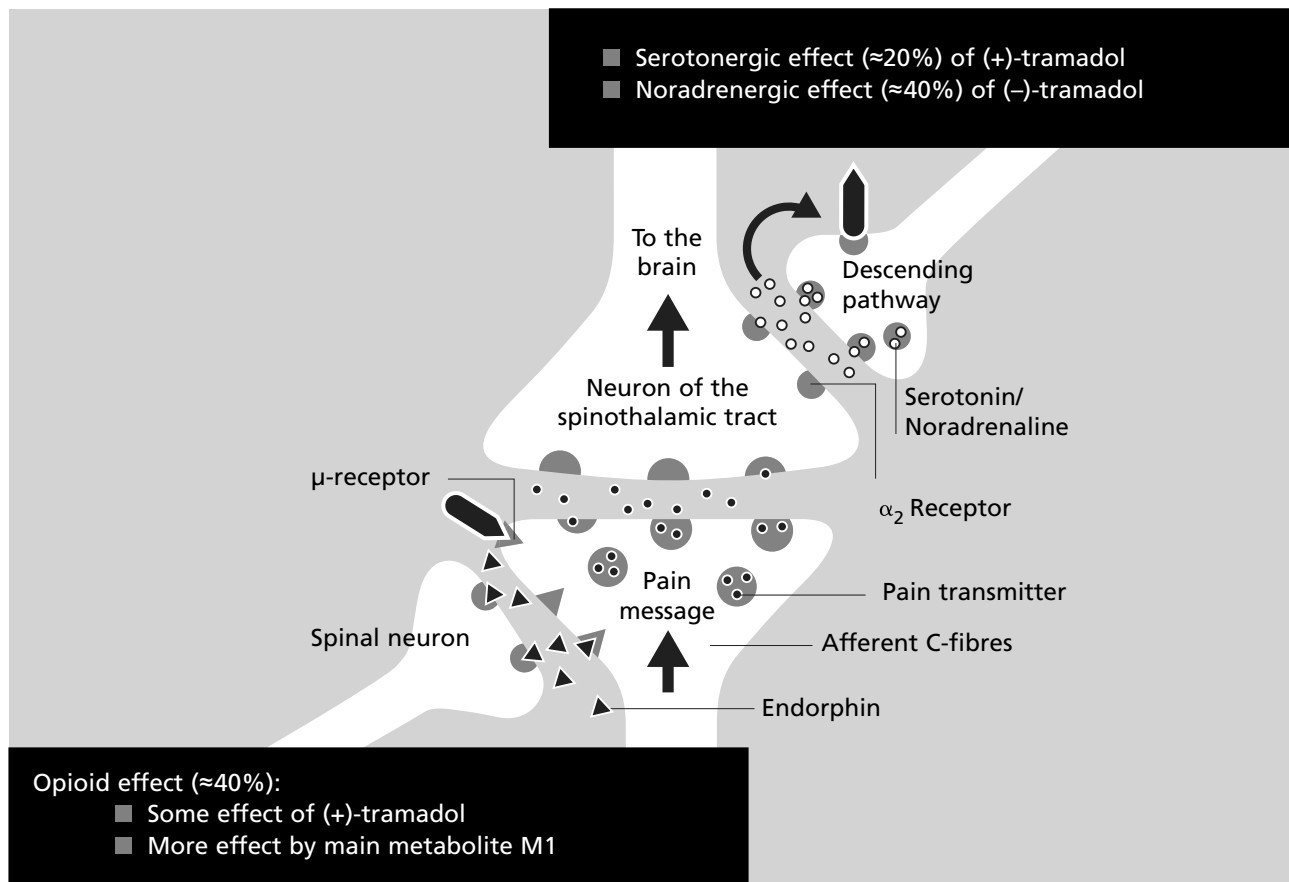 Serotonergic effect (≈20%) of (+)-tramadol
Noradrenergic effect (≈40%) of (–)-tramadol
To the
brain
Descending
pathway
Neuron of the
spinothalamic tract
Serotonin/
Noradrenaline
μ-receptor
α₂ Receptor
Pain
message
Pain transmitter
Spinal neuron
Afferent C-fibres
Endorphin
Opioid effect (≈40%):
Some effect of (+)-tramadol
More effect by main metabolite M1